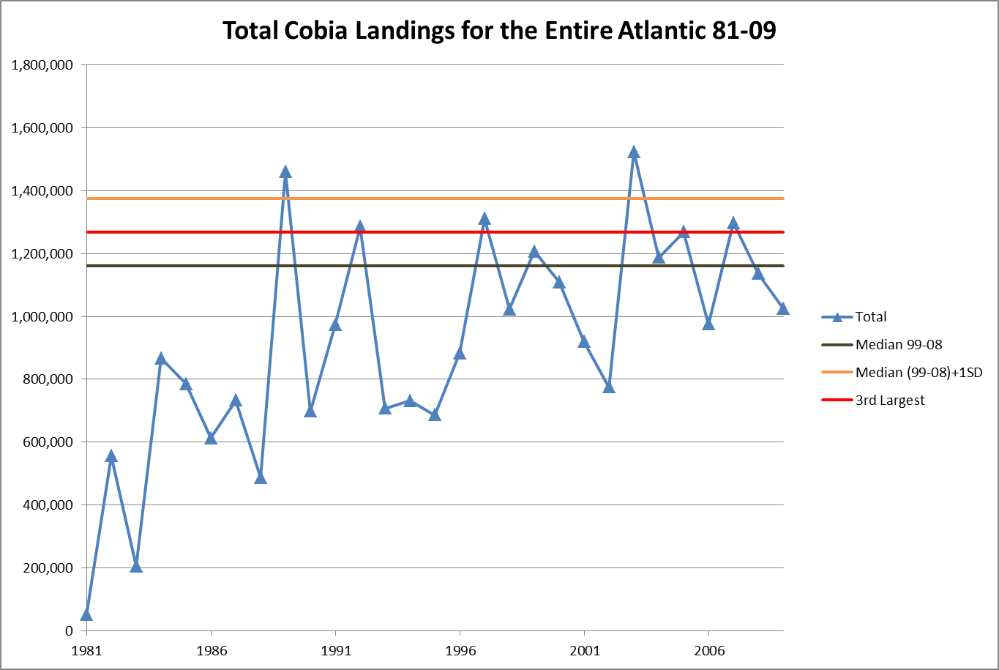 Total Cobia Landings for the Entire Atlantic 81-09
1,800,000
1,600,000
1,400,000
1,200,000
1,000,000
800,000
600,000
400,000
200,000
0
1981 1986 1991 1996 2001 2006
Total
Median 99-08
Median (99-08)+1SD
3rd Largest